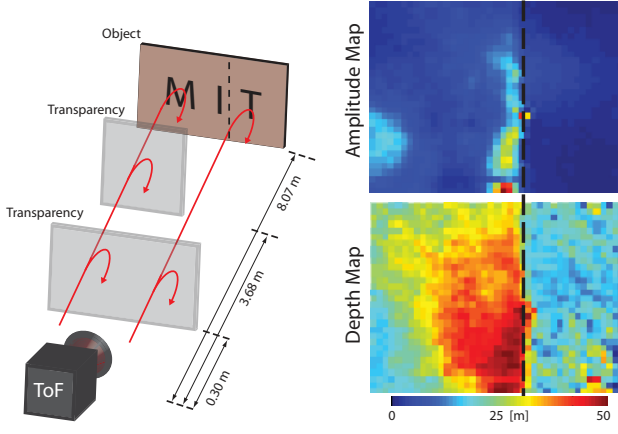 Object
M I T
Transparency
Transparency
ToF
8.07 m
3.68 m
0.30 m
Amplitude Map
Depth Map
0 25 [m] 50